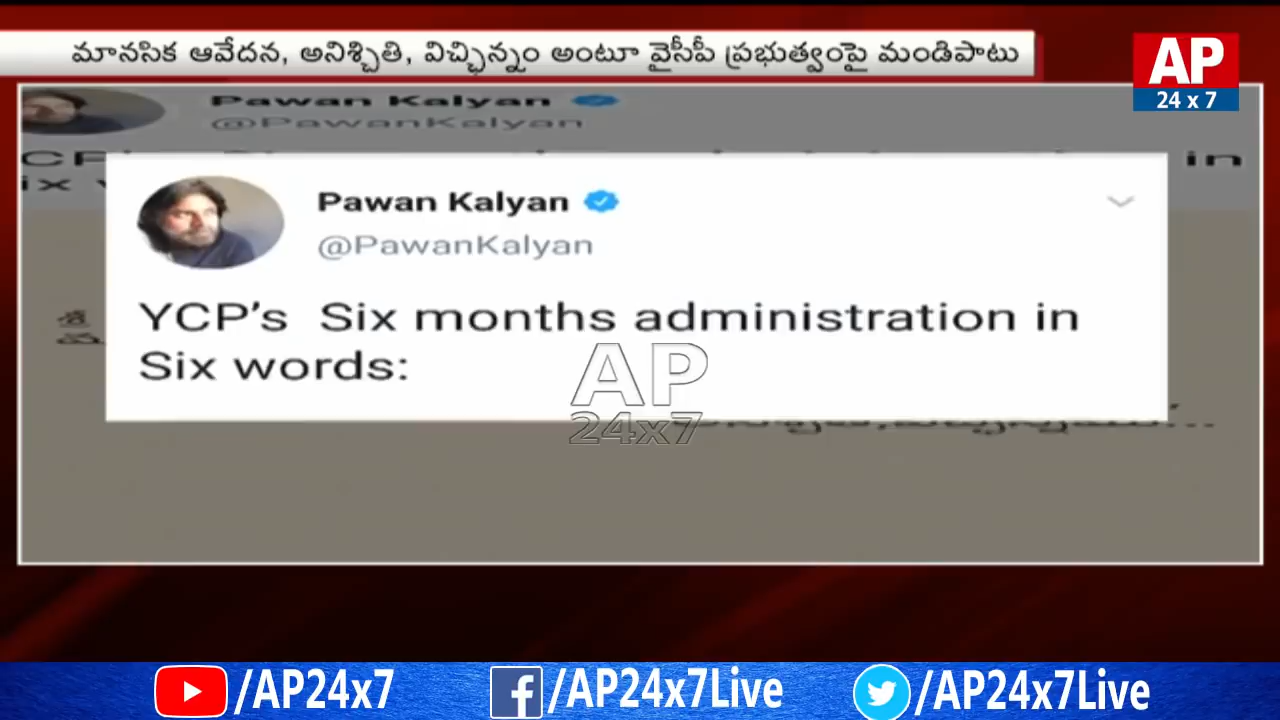 మానసిక ఆవేదన, అనిశ్చితి, విచ్ఛిన్నం అంటూ వైసీపీ ప్రభుత్వంపై మండిపాటు
AP
24 x 7
Pawan Kalyan
@PawanKalyan
in
Pawan Kalyan
@PawanKalyan
YCP's Six months administration in
Six words:
AP
24x7
/AP24x7
/AP24x7Live
/AP24x7Live